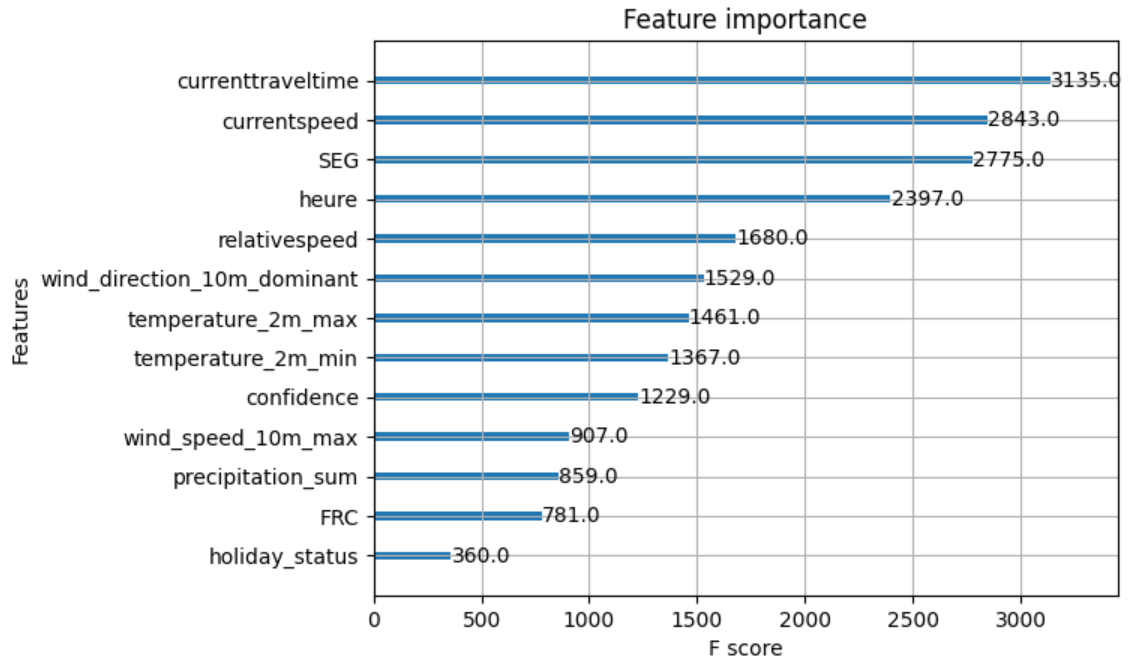 Feature importance
Features
currenttraveltime 3135.0
currentspeed 2843.0
SEG 2775.0
heure 2397.0
relativespeed 1680.0
wind_direction_10m_dominant 1529.0
temperature_2m_max 1461.0
temperature_2m_min 1367.0
confidence 1229.0
wind_speed_10m_max 907.0
precipitation_sum 859.0
FRC 781.0
holiday_status 360.0
0 500 1000 1500 2000 2500 3000
F score